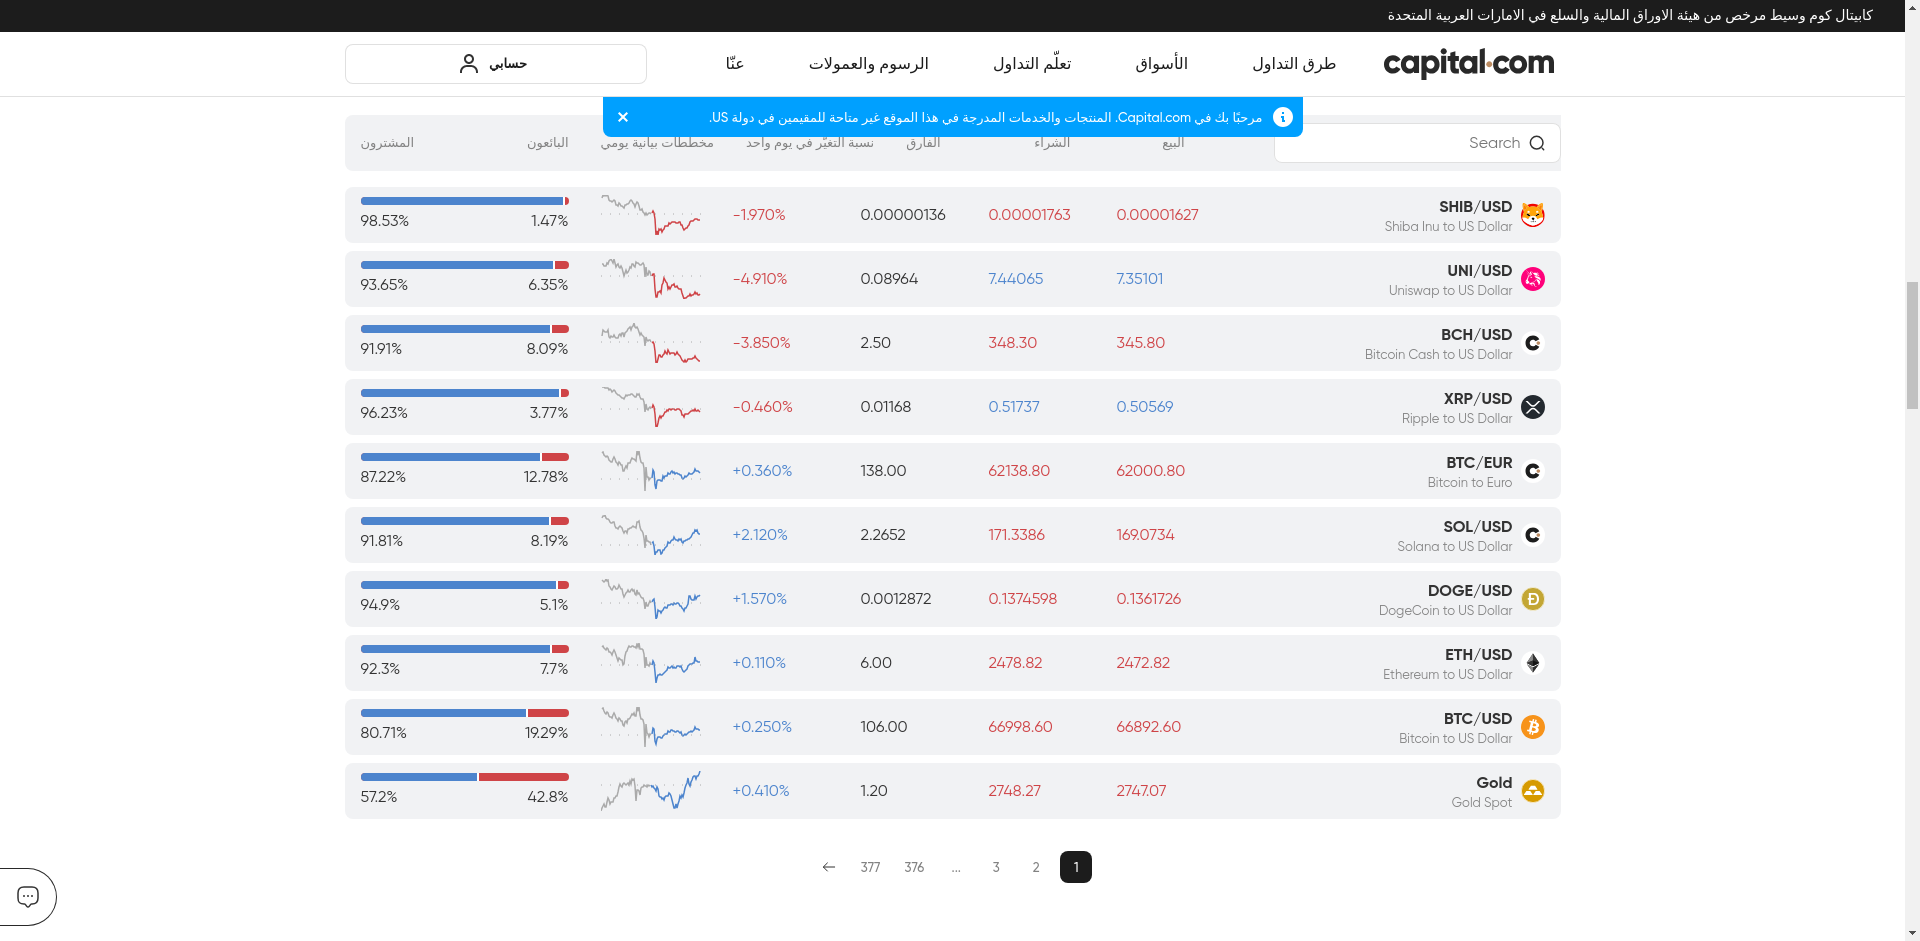 كابيتال كوم وسيط مرخص من هيئة الاوراق المالية والسلع في الامارات العربية المتحدة
capital.com طرق التداول الأسواق تعلّم التداول الرسوم والعمولات عنّا حسابي
مرحبًا بك في Capital.com. المنتجات والخدمات المدرجة في هذا الموقع غير متاحة للمقيمين في دولة US.
Search البيع الشراء الفارق نسبة التغيّر في يوم واحد مخططات بيانية يومي البائعون المشترون
SHIB/USD 0.00001627 0.00001763 0.00000136 -1.970% 1.47% 98.53%
Shiba Inu to US Dollar
UNI/USD 7.35101 7.44065 0.08964 -4.910% 6.35% 93.65%
Uniswap to US Dollar
BCH/USD 345.80 348.30 2.50 -3.850% 8.09% 91.91%
Bitcoin Cash to US Dollar
XRP/USD 0.50569 0.51737 0.01168 -0.460% 3.77% 96.23%
Ripple to US Dollar
BTC/EUR 62000.80 62138.80 138.00 +0.360% 12.78% 87.22%
Bitcoin to Euro
SOL/USD 169.0734 171.3386 2.2652 +2.120% 8.19% 91.81%
Solana to US Dollar
DOGE/USD 0.1361726 0.1374598 0.0012872 +1.570% 5.1% 94.9%
DogeCoin to US Dollar
ETH/USD 2472.82 2478.82 6.00 +0.110% 7.7% 92.3%
Ethereum to US Dollar
BTC/USD 66892.60 66998.60 106.00 +0.250% 19.29% 80.71%
Bitcoin to US Dollar
Gold 2747.07 2748.27 1.20 +0.410% 42.8% 57.2%
Gold Spot
1 2 3 ... 376 377